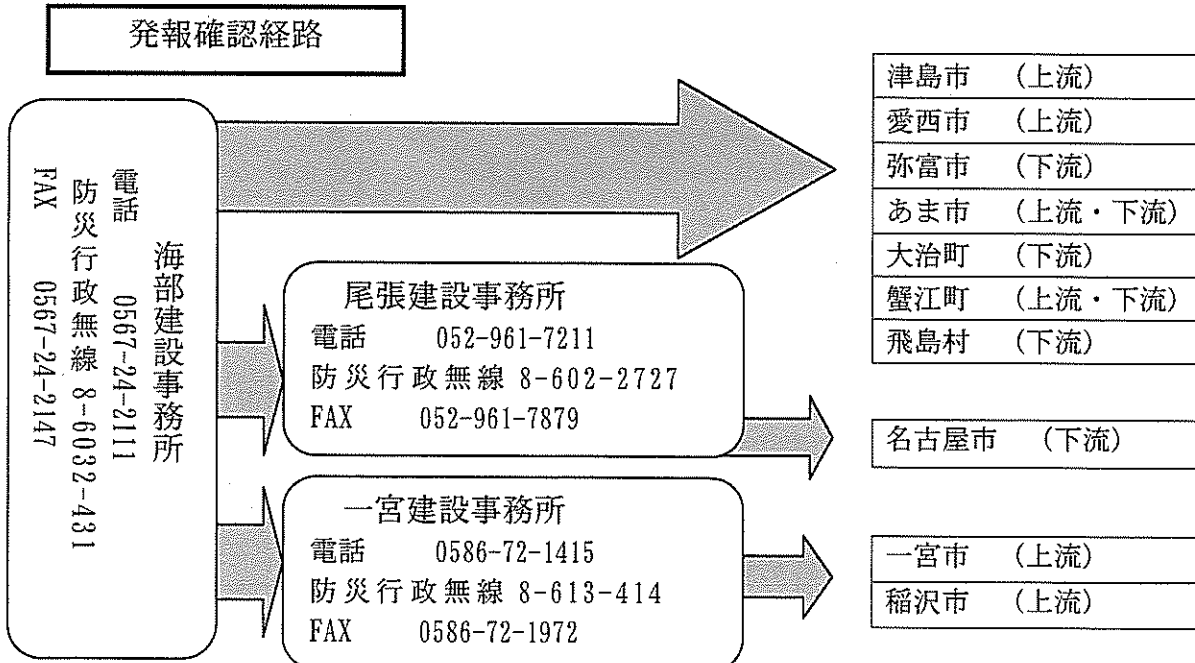 発報確認経路
海部建設事務所
電話 0567-24-2111
防災行政無線 8-6032-431
FAX 0567-24-2147
尾張建設事務所
電話 052-961-7211
防災行政無線 8-602-2727
FAX 052-961-7879
一宮建設事務所
電話 0586-72-1415
防災行政無線 8-613-414
FAX 0586-72-1972
津島市 (上流)
愛西市 (上流)
弥富市 (下流)
あま市 (上流・下流)
大治町 (下流)
蟹江町 (上流・下流)
飛島村 (下流)
名古屋市 (下流)
一宮市 (上流)
稲沢市 (上流)